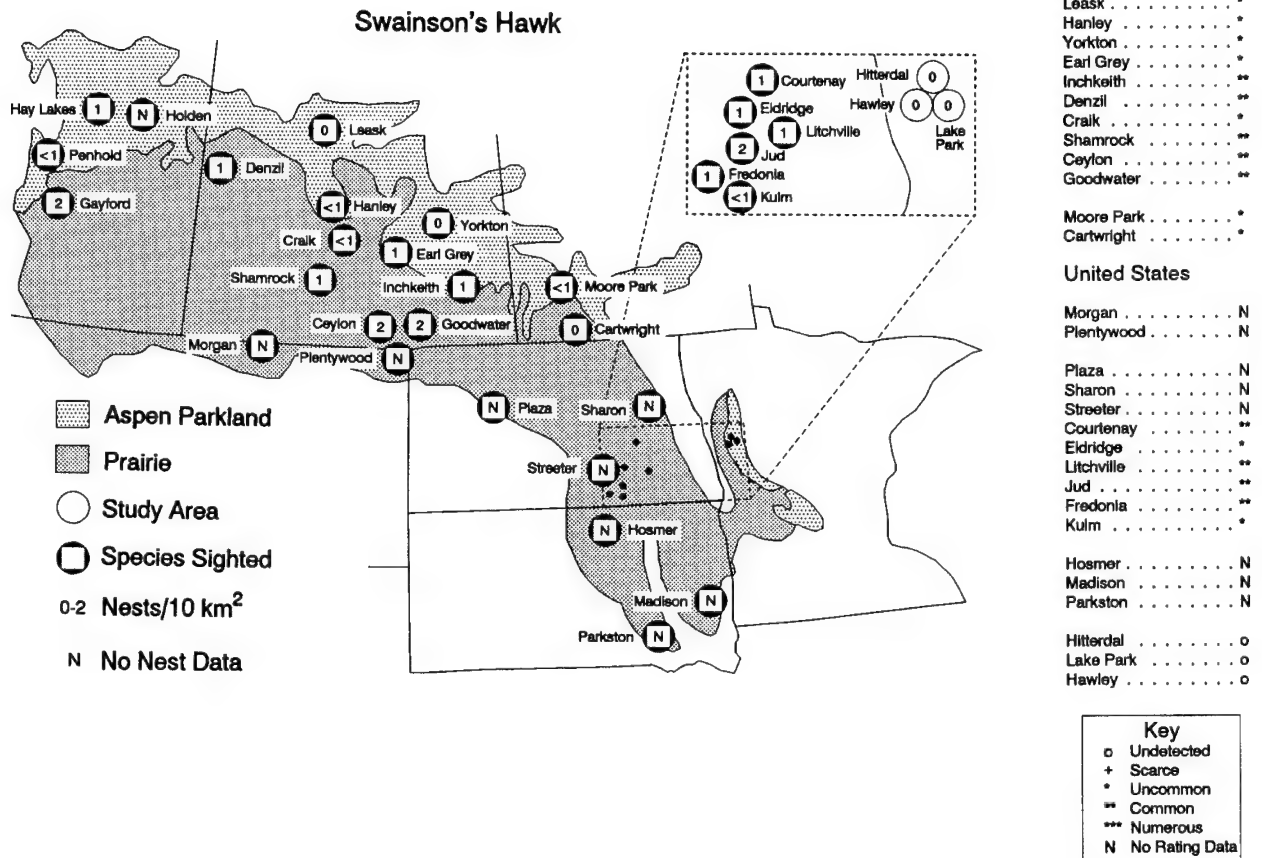 Swainson's Hawk
Hay Lakes 1
N Holden
0 Leask
<1 Penhold
1 Denzil
2 Gayford
<1 Hanley
0 Yorkton
Craik <1
1 Earl Grey
Shamrock 1
Inchkeith 1
<1 Moore Park
Ceylon 2
2 Goodwater
0 Cartwright
Morgan N
Plentywood N
N Plaza
Sharon N
Streeter N
N Hosmer
Madison N
Parkston N
1 Courtenay
1 Eldridge
1 Litchville
2 Jud
1 Fredonia
<1 Kulm
Hitterdal 0
Hawley 0 0
Lake
Park
Aspen Parkland
Prairie
Study Area
Species Sighted
0-2 Nests/10 km2
N No Nest Data
Leask . . . . . . . . . . *
Hanley . . . . . . . . . *
Yorkton . . . . . . . . . *
Earl Grey . . . . . . . . *
Inchkeith . . . . . . . . **
Denzil . . . . . . . . . **
Craik . . . . . . . . . . *
Shamrock . . . . . . . **
Ceylon . . . . . . . . . **
Goodwater . . . . . . . **
Moore Park . . . . . . . *
Cartwright . . . . . . . *
United States
Morgan . . . . . . . . . N
Plentywood . . . . . . . N
Plaza . . . . . . . . . . N
Sharon . . . . . . . . . N
Streeter . . . . . . . . . N
Courtenay . . . . . . . **
Eldridge . . . . . . . . *
Litchville . . . . . . . . **
Jud . . . . . . . . . . . **
Fredonia . . . . . . . . **
Kulm . . . . . . . . . . *
Hosmer . . . . . . . . . N
Madison . . . . . . . . N
Parkston . . . . . . . . N
Hitterdal . . . . . . . . o
Lake Park . . . . . . . o
Hawley . . . . . . . . . o
Key
o Undetected
+ Scarce
* Uncommon
** Common
*** Numerous
N No Rating Data